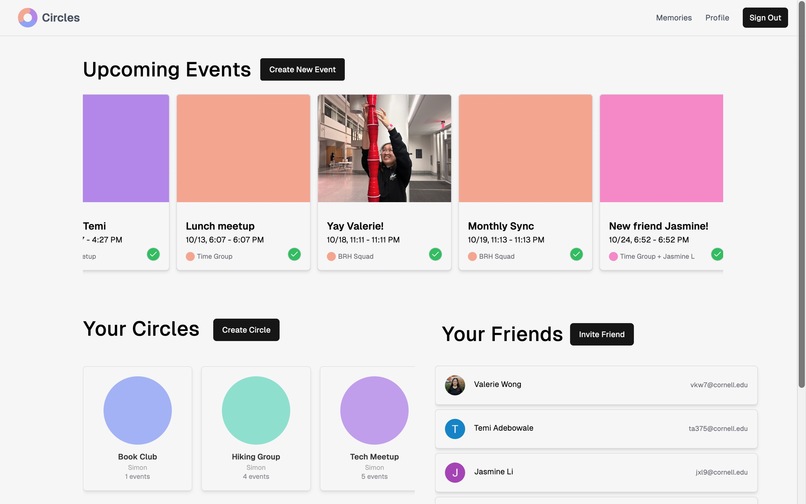 Circles
Memories
Profile
Sign Out
Upcoming Events
Create New Event
Temi
- 4:27 PM
etup
Lunch meetup
10/13, 6:07 - 6:07 PM
Time Group
Yay Valerie!
10/18, 11:11 - 11:11 PM
BRH Squad
Monthly Sync
10/19, 11:13 - 11:13 PM
BRH Squad
New friend Jasmine!
10/24, 6:52 - 6:52 PM
Time Group + Jasmine L
Your Circles
Create Circle
Book Club
Simon
1 events
Hiking Group
Simon
4 events
Tech Meetup
Simon
5 events
Your Friends
Invite Friend
Valerie Wong
vkw7@cornell.edu
T
Temi Adebowale
ta375@cornell.edu
J
Jasmine Li
jxl9@cornell.edu